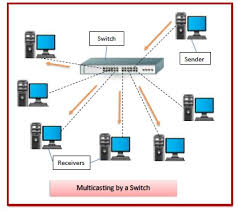 Switch
Sender
Receivers
Multicasting by a Switch